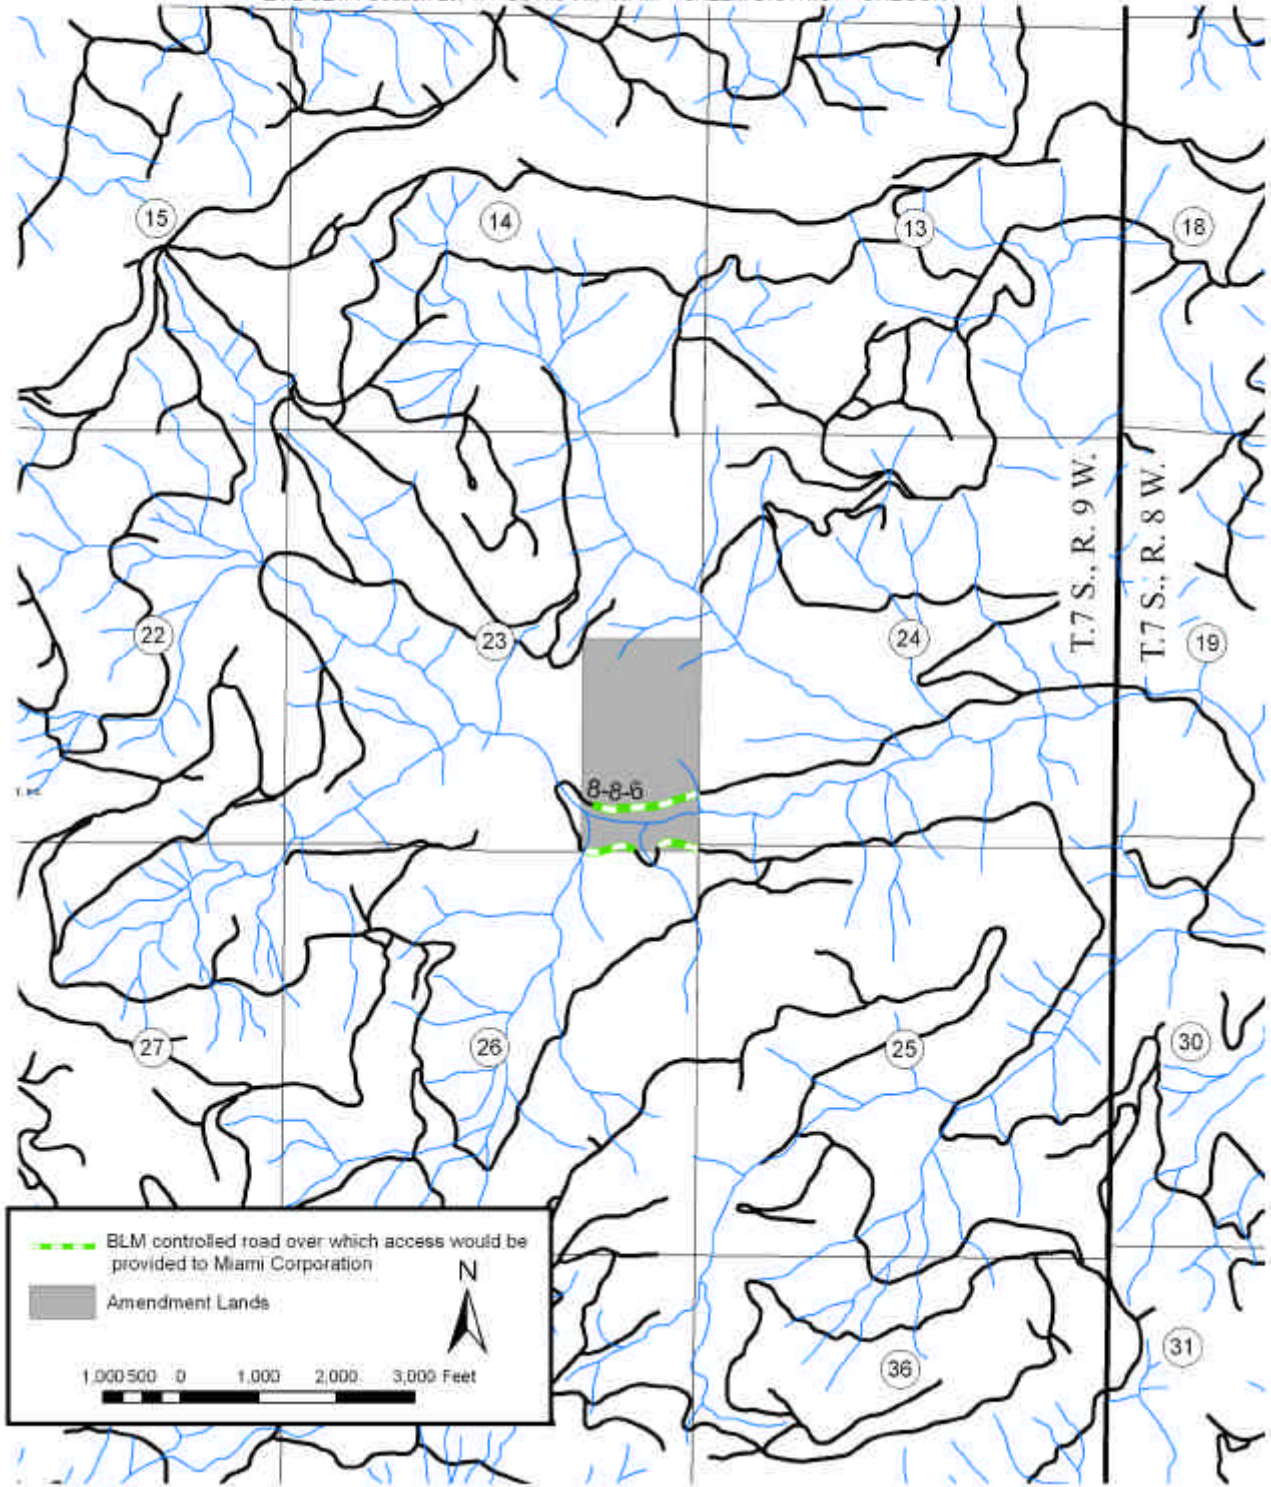 15
14
13
18
T.7 S., R. 9 W.
T.7 S., R. 8 W.
22
23
24
19
8-8-6
27
26
25
30
BLM controlled road over which access would be
provided to Miami Corporation
N
Amendment Lands
1,000 500 0 1,000 2,000 3,000 Feet
36
31